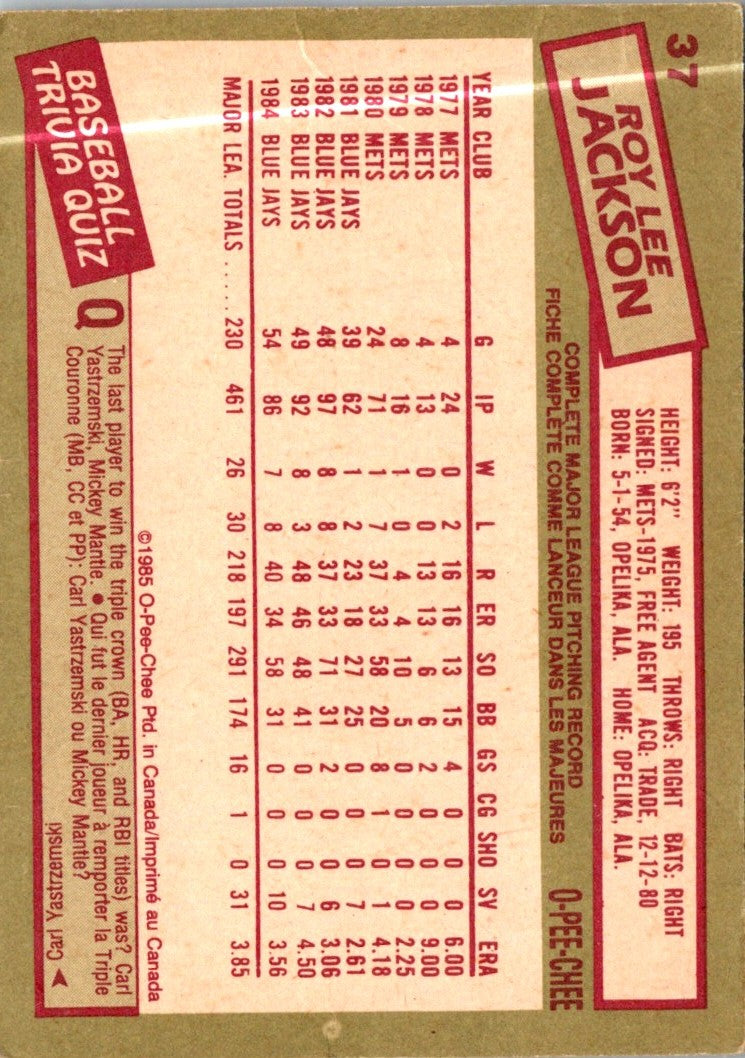 37
ROY LEE
JACKSON
HEIGHT: 6'2" WEIGHT: 195 THROWS: RIGHT BATS: RIGHT
SIGNED: METS-1975, FREE AGENT ACQ: TRADE, 12-12-80
BORN: 5-1-54, OPELIKA, ALA. HOME: OPELIKA, ALA.
COMPLETE MAJOR LEAGUE PITCHING RECORD
FICHE COMPLÈTE COMME LANCEUR DANS LES MAJEURES
O-PEE-CHEE
YEAR CLUB G IP W L R ER SO BB GS CG SHO SV ERA
1977 METS 4 24 0 2 16 16 13 15 4 0 0 0 6.00
1978 METS 4 13 0 0 13 13 6 6 2 0 0 0 9.00
1979 METS 8 16 1 0 4 4 10 5 0 0 0 0 2.25
1980 METS 24 71 1 7 37 33 58 20 8 1 0 1 4.18
1981 BLUE JAYS 39 62 1 2 23 18 27 25 0 0 0 7 2.61
1982 BLUE JAYS 48 97 8 8 37 33 71 31 2 0 0 6 3.06
1983 BLUE JAYS 49 92 8 3 48 46 48 41 0 0 0 7 4.50
1984 BLUE JAYS 54 86 7 8 40 34 58 31 0 0 0 10 3.56
MAJOR LEA. TOTALS ...... 230 461 26 30 218 197 291 174 16 1 0 31 3.85
©1985 O-Pee-Chee Ptd. in Canada/Imprimé au Canada
BASEBALL
TRIVIA QUIZ
Q The last player to win the triple crown (BA, HR, and RBI titles) was? Carl
Yastrzemski, Mickey Mantle. ● Qui fut le dernier joueur à remporter la Triple
Couronne (MB, CC et PP): Carl Yastrzemski ou Mickey Mantle?
Carl Yastrzemski